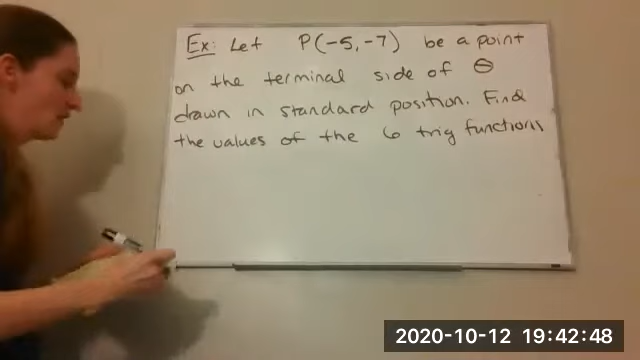 Ex: Let P(-5,-7) be a point
on the terminal side of θ
drawn in standard position. Find
the values of the 6 trig functions
2020-10-12 19:42:48